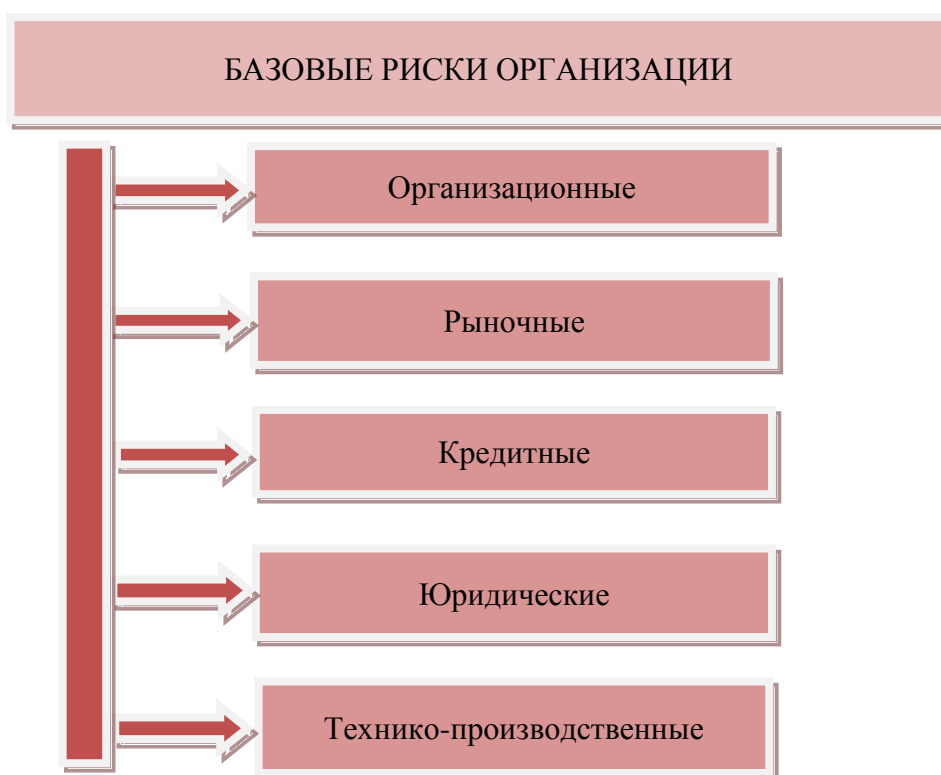 БАЗОВЫЕ РИСКИ ОРГАНИЗАЦИИ
Организационные
Рыночные
Кредитные
Юридические
Технико-производственные